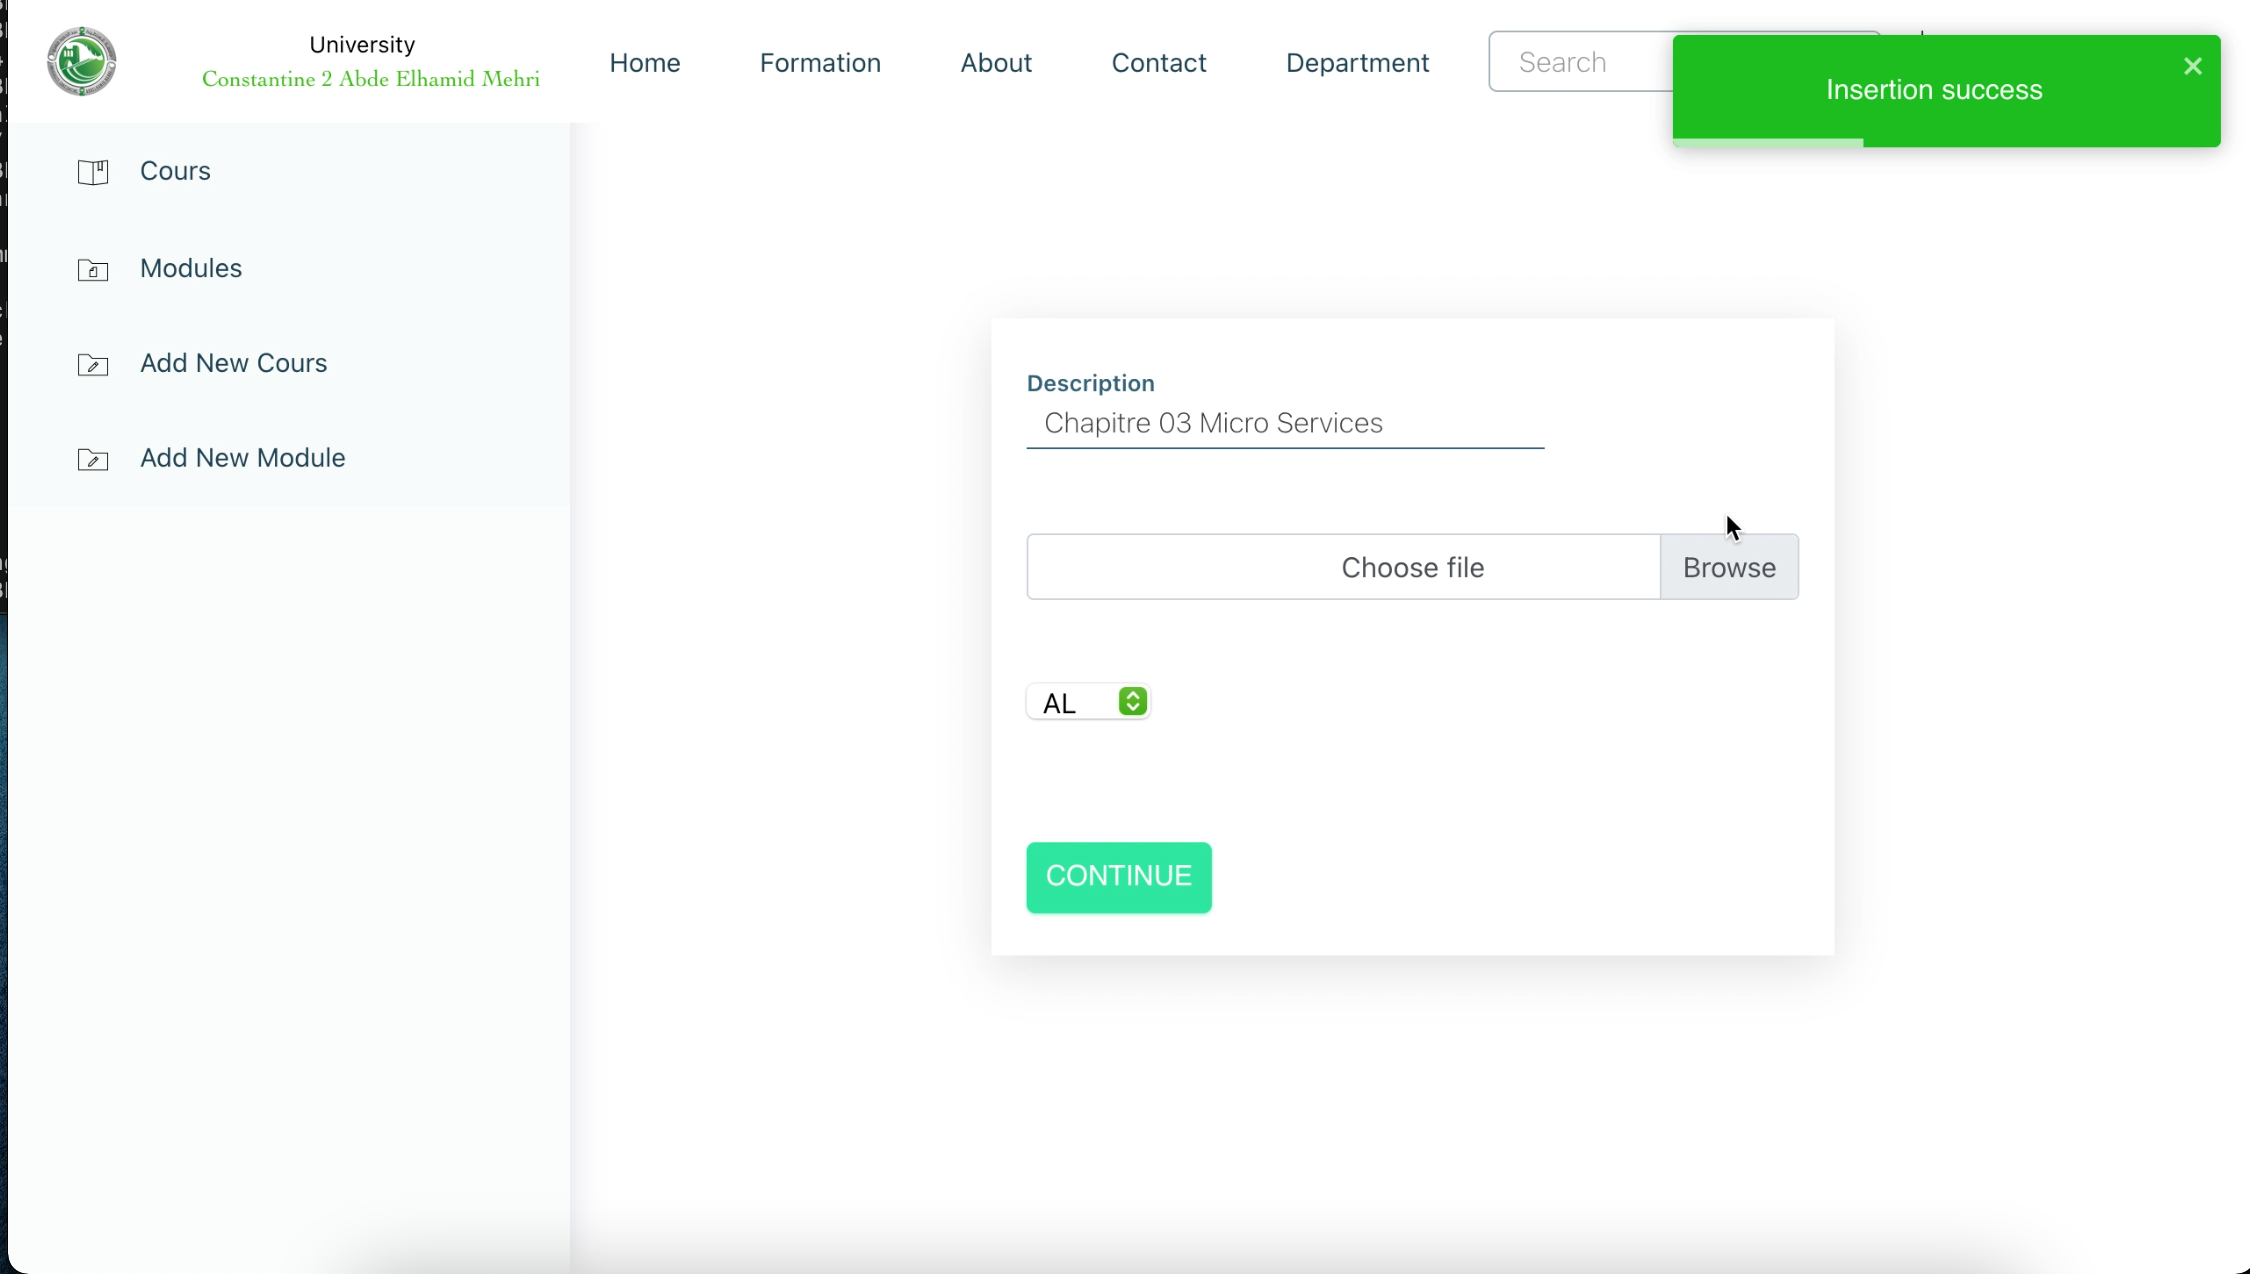 University
Constantine 2 Abde Elhamid Mehri
Home
Formation
About
Contact
Department
Search
Insertion success
Cours
Modules
Add New Cours
Add New Module
Description
Chapitre 03 Micro Services
Choose file
Browse
AL
CONTINUE